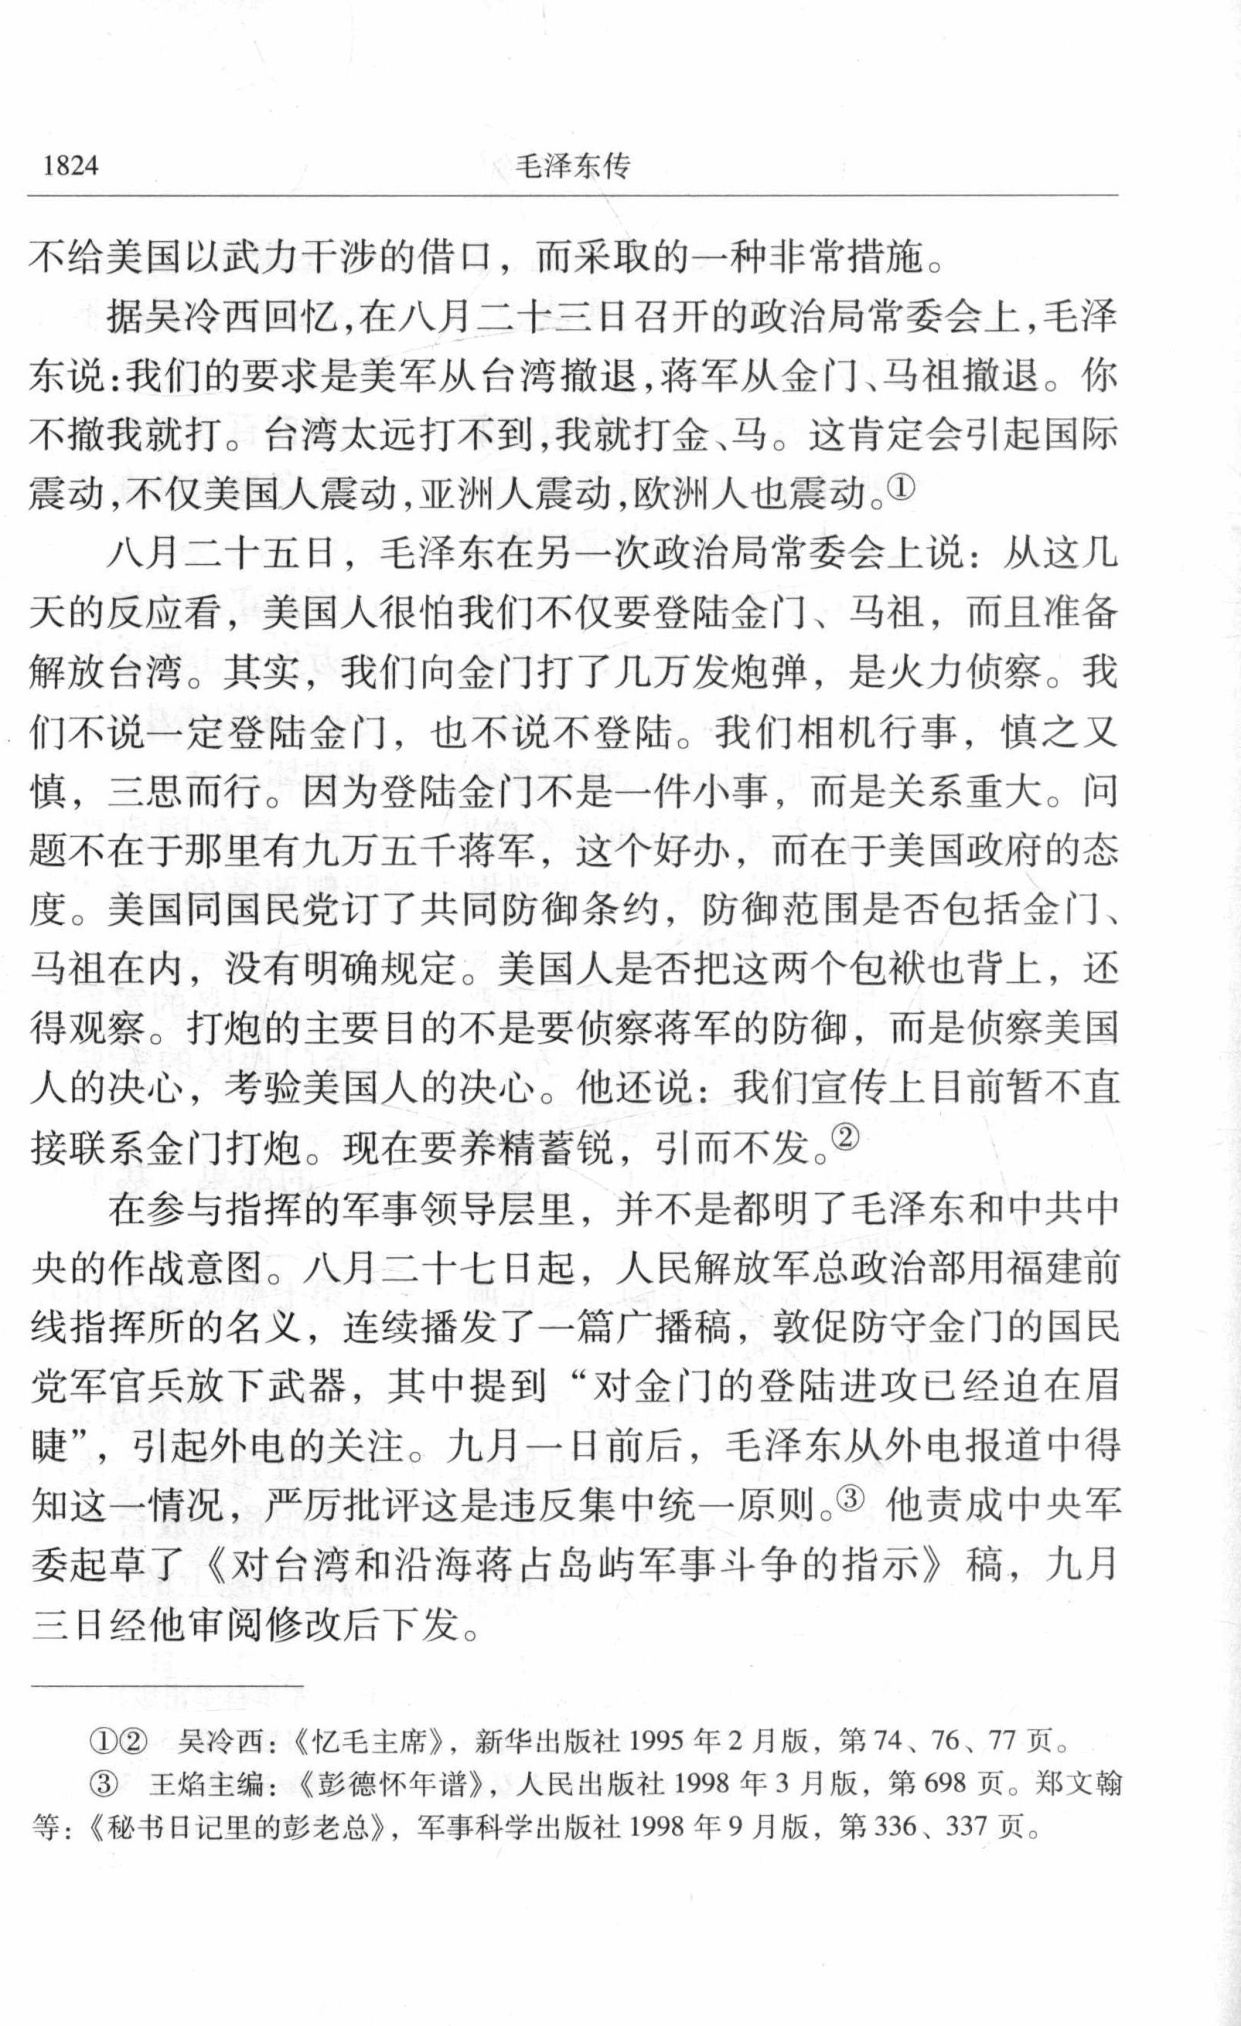 1824 毛泽东传
不给美国以武力干涉的借口，而采取的一种非常措施。
据吴冷西回忆，在八月二十三日召开的政治局常委会上，毛泽
东说：我们的要求是美军从台湾撤退，蒋军从金门、马祖撤退。你
不撤我就打。台湾太远打不到，我就打金、马。这肯定会引起国际
震动，不仅美国人震动，亚洲人震动，欧洲人也震动。①
八月二十五日，毛泽东在另一次政治局常委会上说：从这几
天的反应看，美国人很怕我们不仅要登陆金门、马祖，而且准备
解放台湾。其实，我们向金门打了几万发炮弹，是火力侦察。我
们不说一定登陆金门，也不说不登陆。我们相机行事，慎之又
慎，三思而行。因为登陆金门不是一件小事，而是关系重大。问
题不在于那里有九万五千蒋军，这个好办，而在于美国政府的态
度。美国同国民党订了共同防御条约，防御范围是否包括金门、
马祖在内，没有明确规定。美国人是否把这两个包袱也背上，还
得观察。打炮的主要目的不是要侦察蒋军的防御，而是侦察美国
人的决心，考验美国人的决心。他还说：我们宣传上目前暂不直
接联系金门打炮。现在要养精蓄锐，引而不发。②
在参与指挥的军事领导层里，并不是都明了毛泽东和中共中
央的作战意图。八月二十七日起，人民解放军总政治部用福建前
线指挥所的名义，连续播发了一篇广播稿，敦促防守金门的国民
党军官兵放下武器，其中提到“对金门的登陆进攻已经迫在眉
睫”，引起外电的关注。九月一日前后，毛泽东从外电报道中得
知这一情况，严厉批评这是违反集中统一原则。③ 他责成中央军
委起草了《对台湾和沿海蒋占岛屿军事斗争的指示》稿，九月
三日经他审阅修改后下发。
①② 吴冷西：《忆毛主席》，新华出版社 1995 年 2 月版，第 74、76、77 页。
③ 王焰主编：《彭德怀年谱》，人民出版社 1998 年 3 月版，第 698 页。郑文翰
等：《秘书日记里的彭老总》，军事科学出版社 1998 年 9 月版，第 336、337 页。